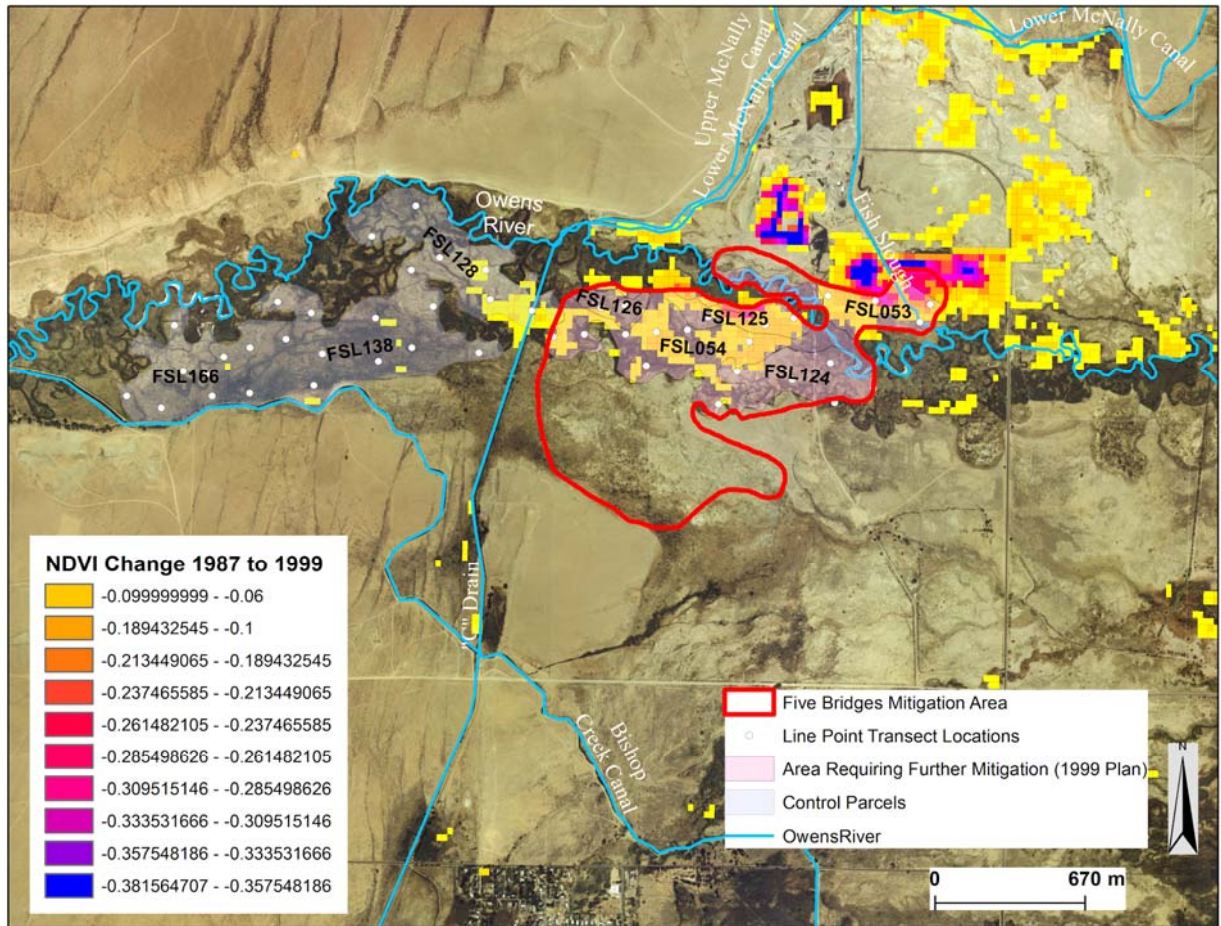 Lower McNally Canal
Upper McNally
Canal
Lower McNally Canal
Owens
River
Fish Slough
FSL128
FSL126
FSL125
FSL053
FSL054
FSL138
FSL124
FSL166
"C" Drain
Bishop
Creek Canal
NDVI Change 1987 to 1999
-0.099999999 - -0.06
-0.189432545 - -0.1
-0.213449065 - -0.189432545
-0.237465585 - -0.213449065
-0.261482105 - -0.237465585
-0.285498626 - -0.261482105
-0.309515146 - -0.285498626
-0.333531666 - -0.309515146
-0.357548186 - -0.333531666
-0.381564707 - -0.357548186
Five Bridges Mitigation Area
Line Point Transect Locations
Area Requiring Further Mitigation (1999 Plan)
Control Parcels
OwensRiver
N
0 670 m